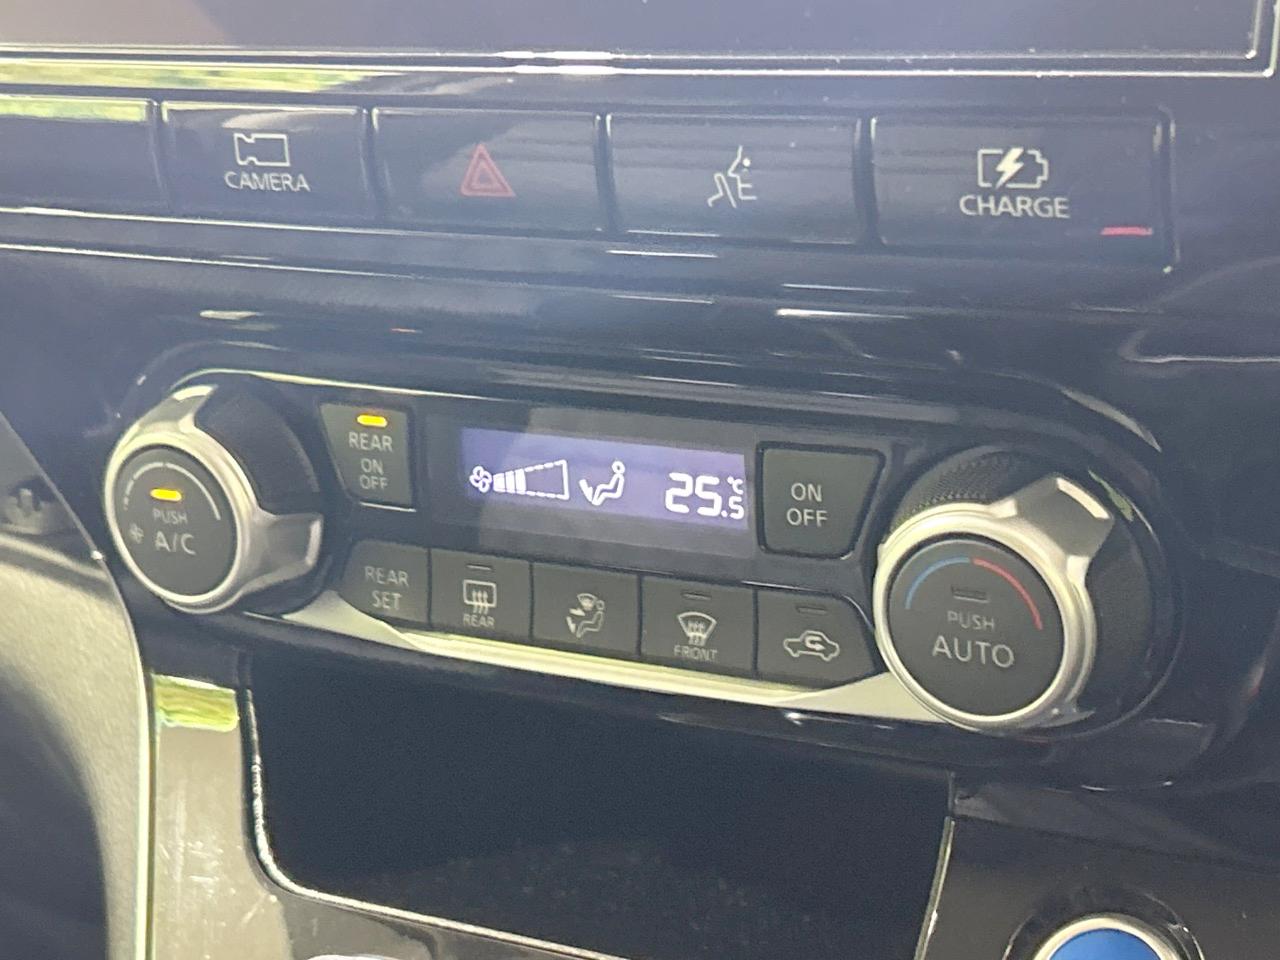 CAMERA
CHARGE
REAR
ON
OFF
PUSH
A/C
25.5℃
ON
OFF
REAR
SET
REAR
FRONT
PUSH
AUTO